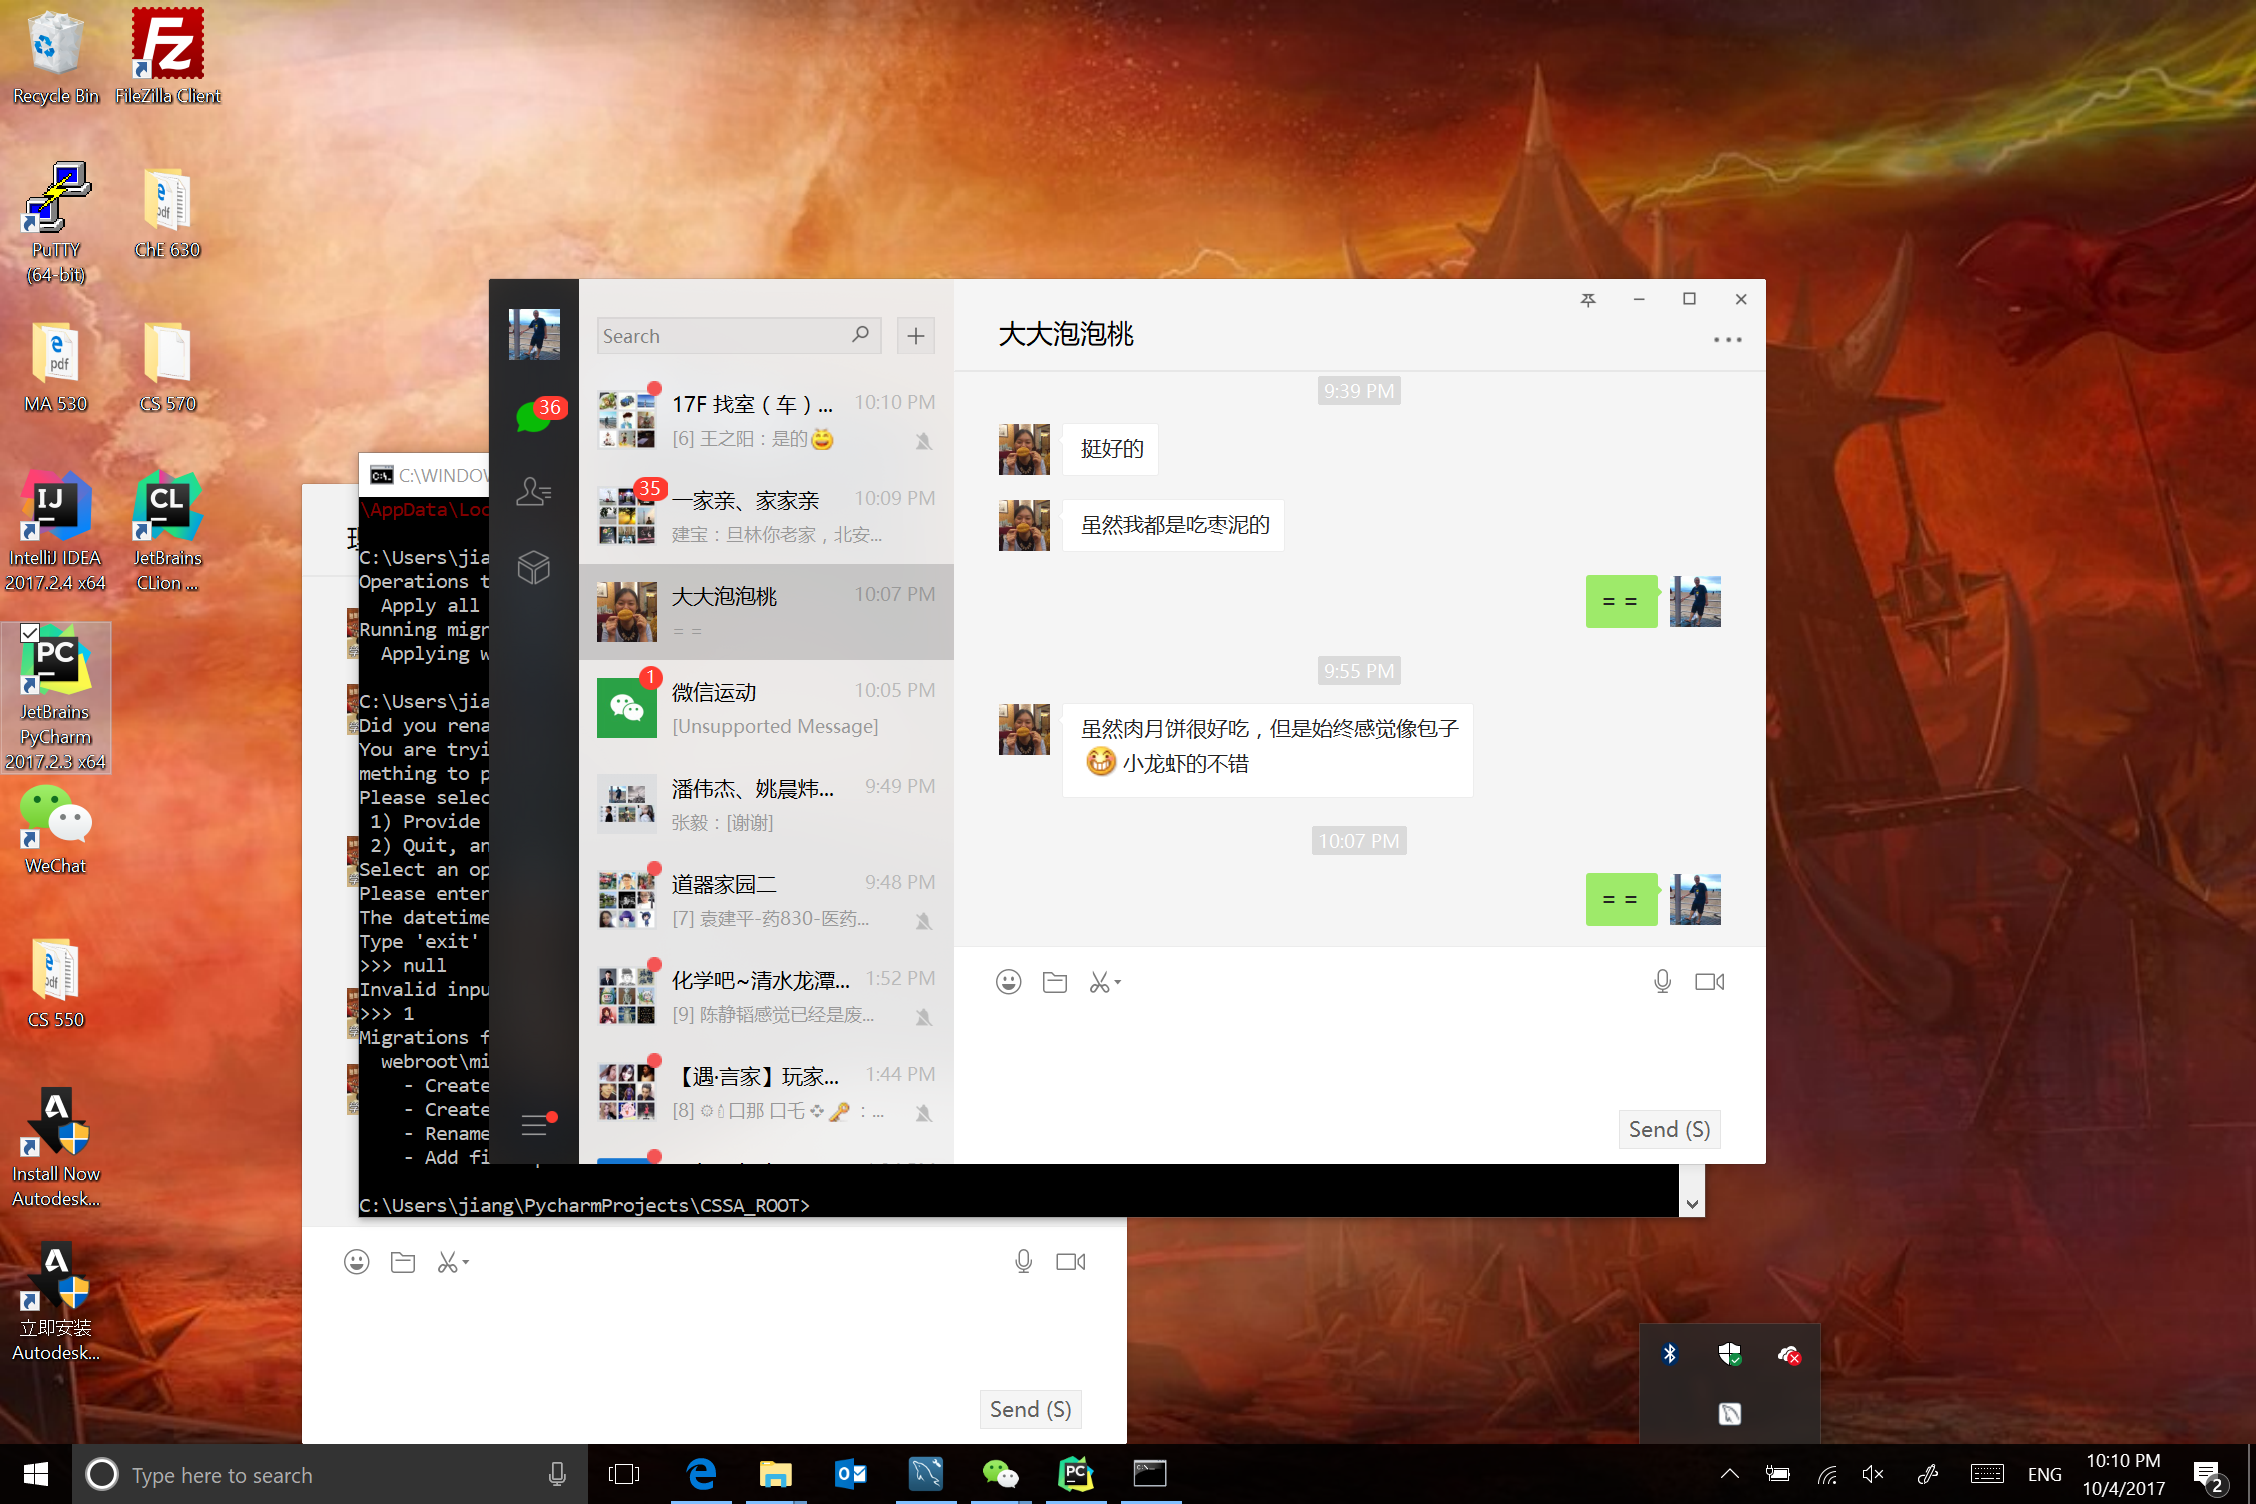 Recycle Bin
FileZilla Client
PuTTY
(64-bit)
ChE 630
MA 530
CS 570
IntelliJ IDEA
2017.2.4 x64
JetBrains
CLion ...
JetBrains
PyCharm
2017.2.3 x64
WeChat
CS 550
Install Now
Autodesk...
立即安装
Autodesk...
C:\WINDOW
\AppData\Loc
C:\Users\jia
Operations t
Apply all
Running migr
Applying w
C:\Users\jia
Did you rena
You are tryi
mething to p
Please selec
1) Provide
2) Quit, an
Select an op
Please enter
The datetime
Type 'exit'
>>> null
Invalid inpu
>>> 1
Migrations f
webroot\mi
- Create
- Create
- Rename
- Add fi
C:\Users\jiang\PycharmProjects\CSSA_ROOT>
36
Search
17F 找室（车）... 10:10 PM
[6] 王之阳：是的
35
一家亲、家家亲 10:09 PM
建宝：旦林你老家，北安...
大大泡泡桃 10:07 PM
= =
1
微信运动 10:05 PM
[Unsupported Message]
潘伟杰、姚晨炜... 9:49 PM
张毅：[谢谢]
道器家园二 9:48 PM
[7] 袁建平-药830-医药...
化学吧~清水龙潭... 1:52 PM
[9] 陈静韬感觉已经是废...
【遇·言家】玩家... 1:44 PM
[8] 口那 口乇 ：...
大大泡泡桃
9:39 PM
挺好的
虽然我都是吃枣泥的
= =
9:55 PM
虽然肉月饼很好吃，但是始终感觉像包子
小龙虾的不错
10:07 PM
= =
Send (S)
Send (S)
Type here to search
ENG
10:10 PM
10/4/2017
2